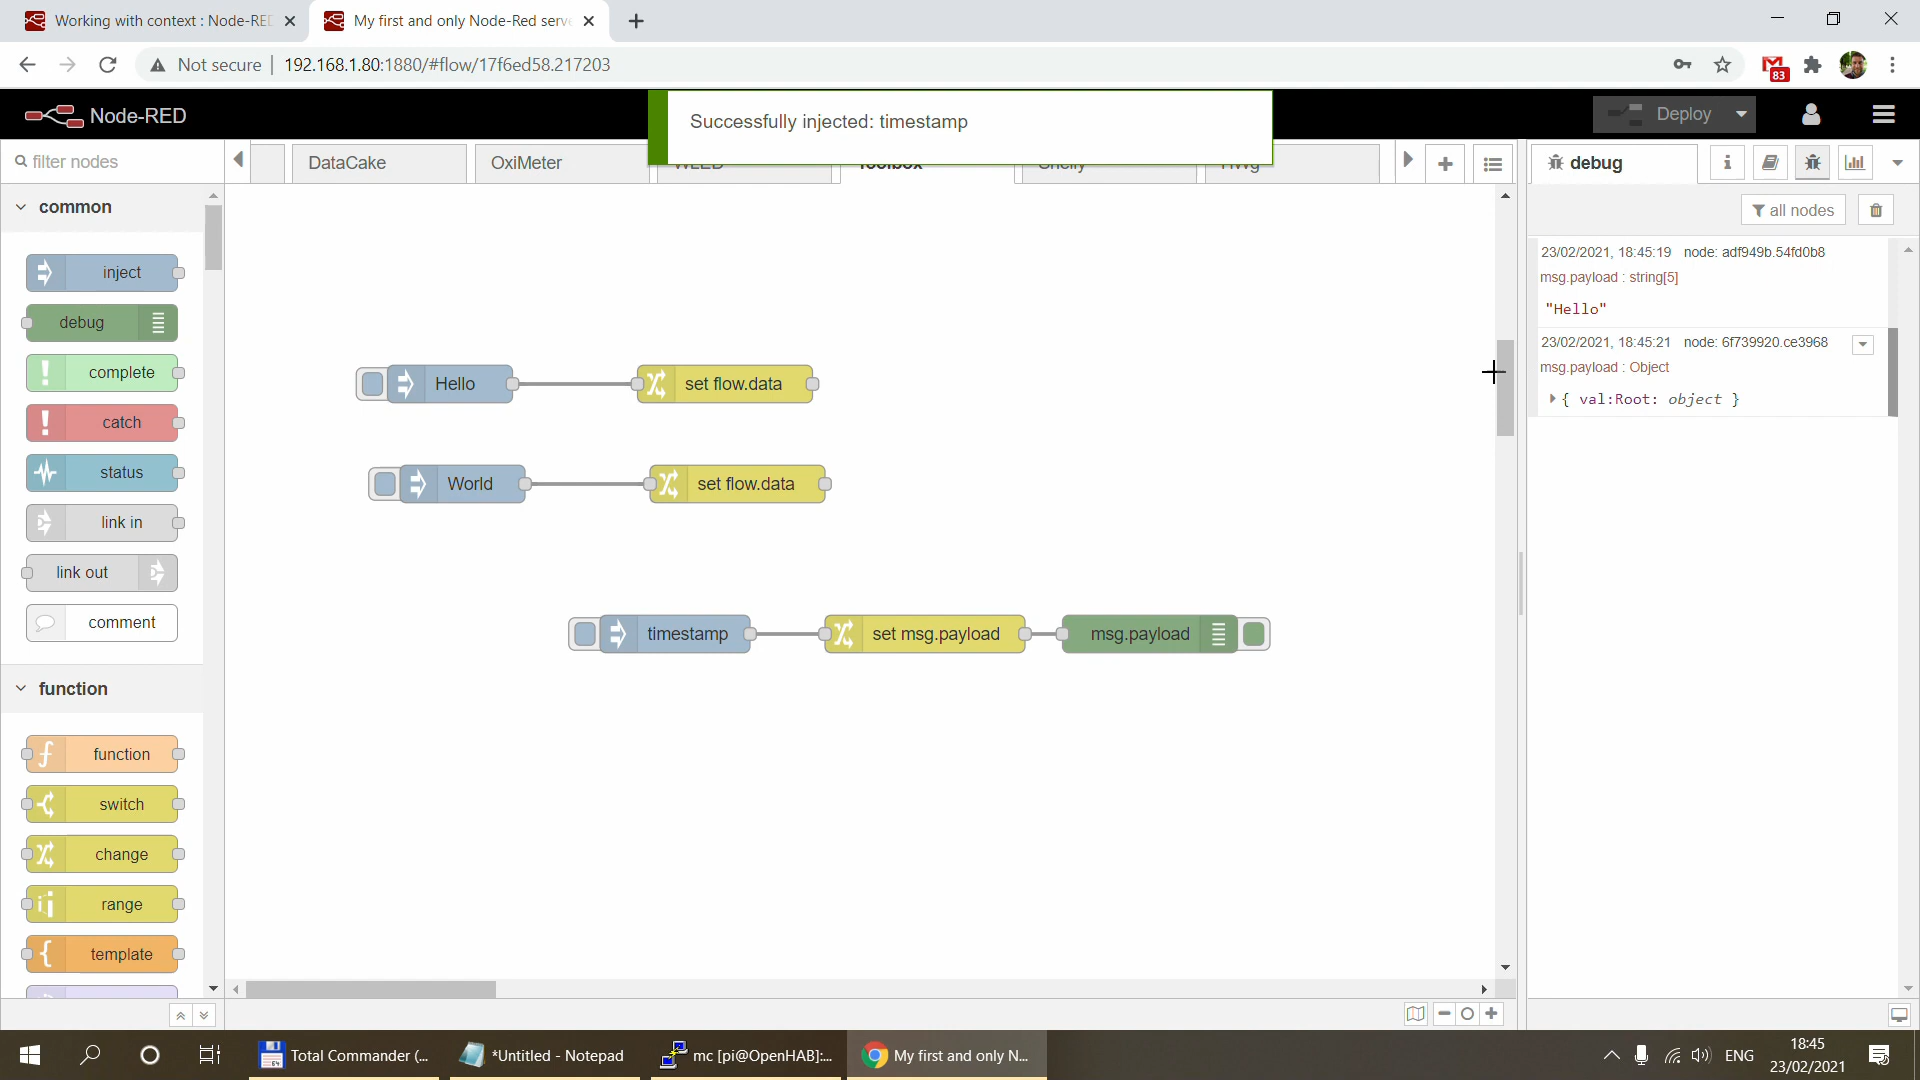 Working with context : Node-RED
My first and only Node-Red serve
Not secure
192.168.1.80:1880/#flow/17f6ed58.217203
83
Node-RED
Successfully injected: timestamp
Deploy
filter nodes
DataCake
OxiMeter
debug
i
common
all nodes
inject
debug
complete
catch
status
link in
link out
comment
function
function
switch
change
range
template
Hello
set flow.data
World
set flow.data
timestamp
set msg.payload
msg.payload
23/02/2021, 18:45:19 node: adf949b.54fd0b8
msg.payload : string[5]
"Hello"
23/02/2021, 18:45:21 node: 6f739920.ce3968
msg.payload : Object
{ val:Root: object }
Total Commander (...
*Untitled - Notepad
mc [pi@OpenHAB]:...
My first and only N...
ENG
18:45
23/02/2021